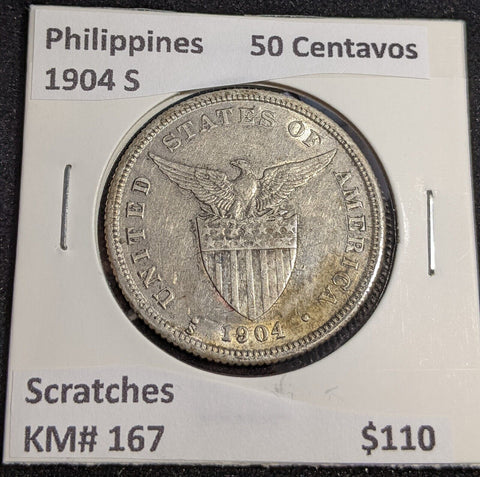 Philippines 50 Centavos
1904 S
UNITED STATES OF AMERICA
S 1904
Scratches
KM# 167 $110